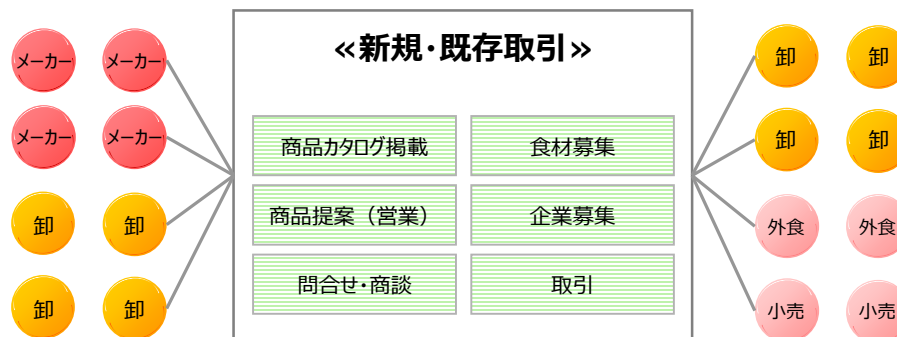 ≪新規・既存取引≫
メーカー メーカー
メーカー メーカー
卸 卸
卸 卸
商品カタログ掲載 食材募集
商品提案（営業） 企業募集
問合せ・商談 取引
卸 卸
卸 卸
外食 外食
小売 小売